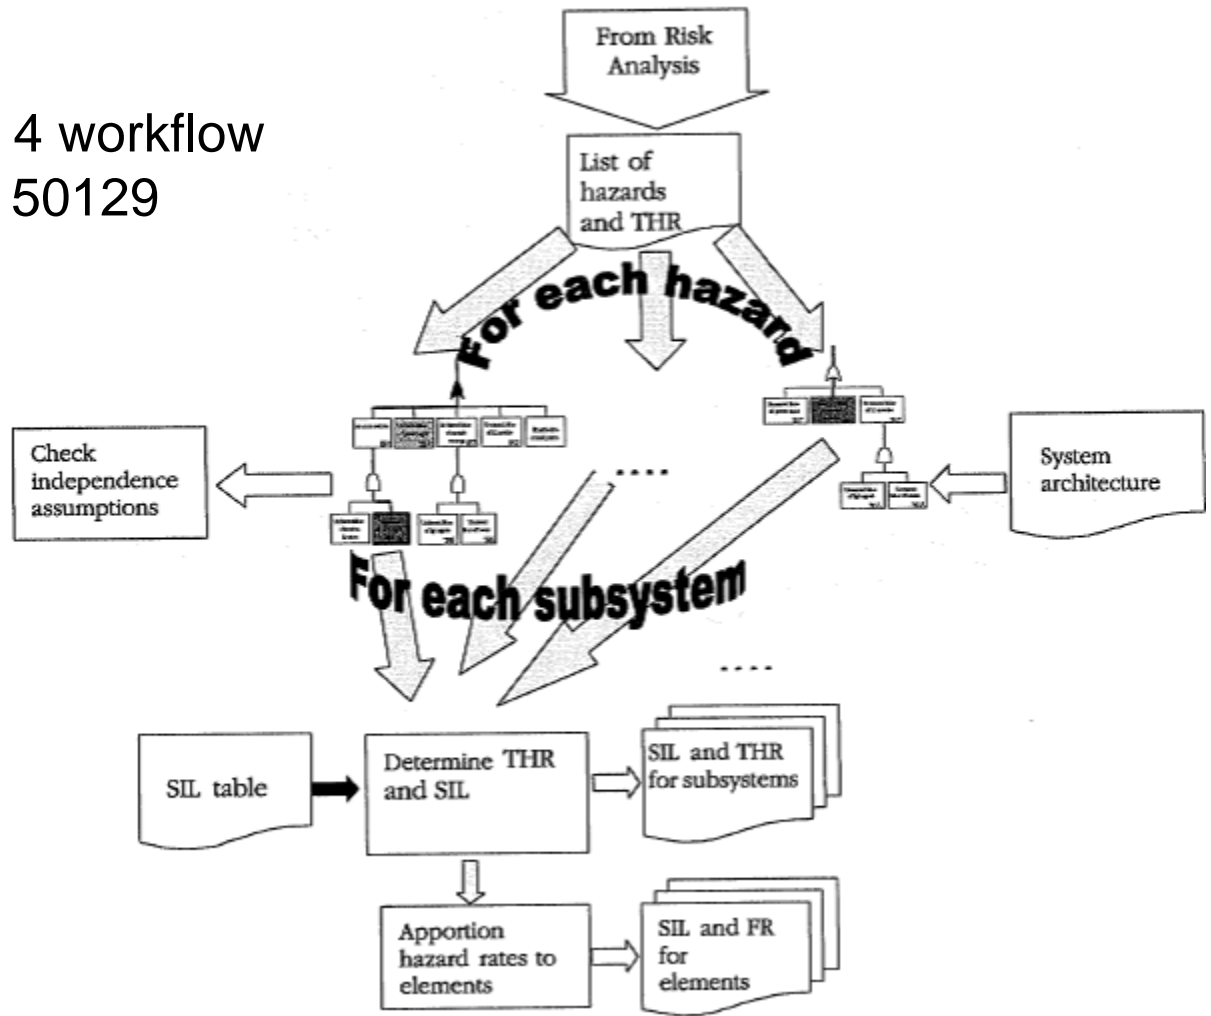 4 workflow
50129
From Risk
Analysis
List of
hazards
and THR
For each hazard
Check
independence
assumptions
System
architecture
....
For each subsystem
....
SIL table
Determine THR
and SIL
SIL and THR
for subsystems
Apportion
hazard rates to
elements
SIL and FR
for
elements